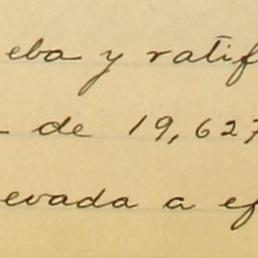 eba y ratif
de 19,627
evada a ef